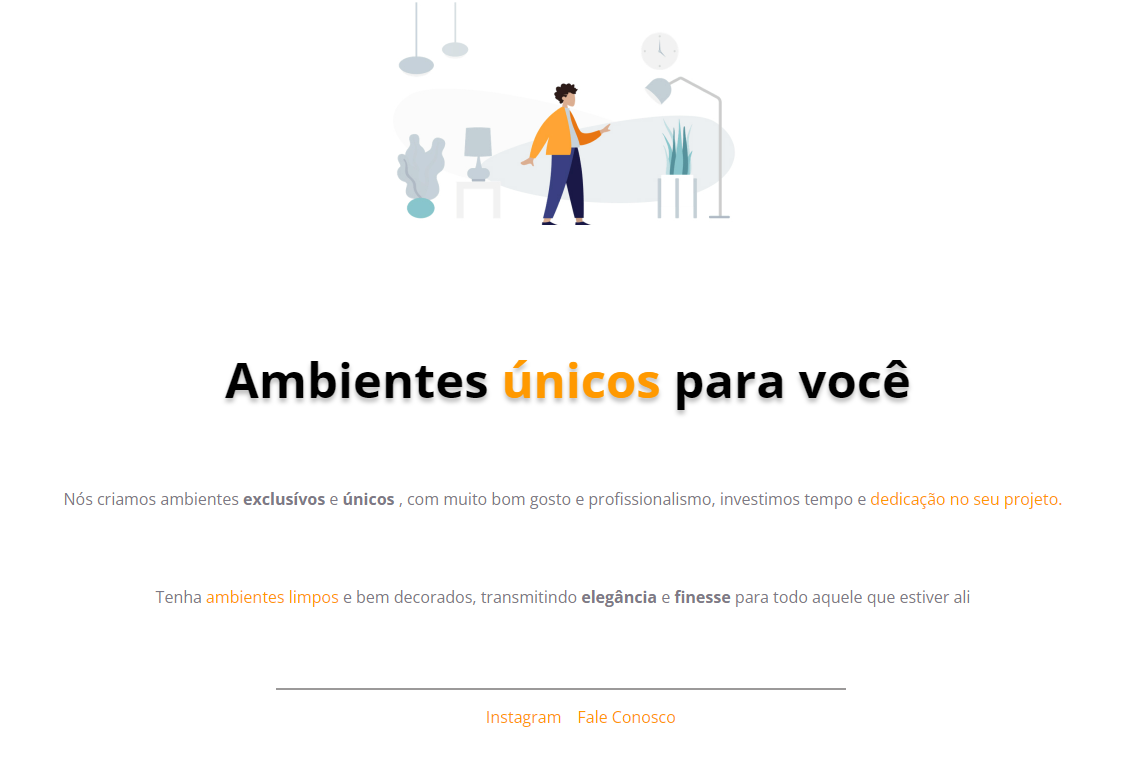 Ambientes únicos para você
Nós criamos ambientes exclusívos e únicos , com muito bom gosto e profissionalismo, investimos tempo e dedicação no seu projeto.
Tenha ambientes limpos e bem decorados, transmitindo elegância e finesse para todo aquele que estiver ali
Instagram Fale Conosco